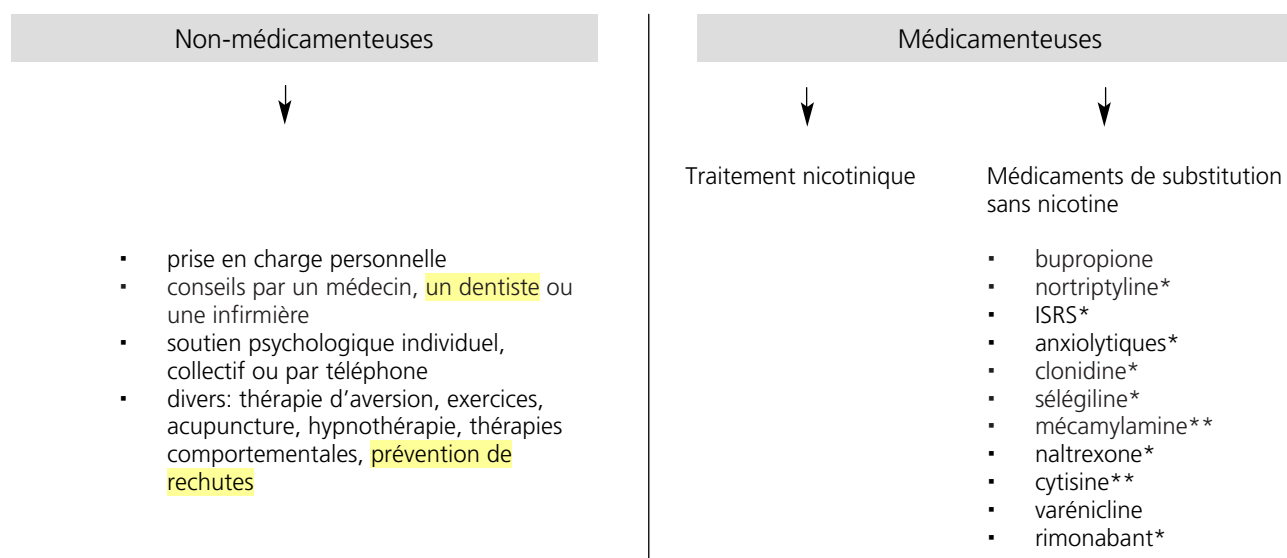 Non-médicamenteuses
prise en charge personnelle
conseils par un médecin, un dentiste ou
une infirmière
soutien psychologique individuel,
collectif ou par téléphone
divers: thérapie d’aversion, exercices,
acupuncture, hypnothérapie, thérapies
comportementales, prévention de
rechutes
Médicamenteuses
Traitement nicotinique
Médicaments de substitution
sans nicotine
bupropione
nortriptyline*
ISRS*
anxiolytiques*
clonidine*
sélégiline*
mécamylamine**
naltrexone*
cytisine**
varénicline
rimonabant*